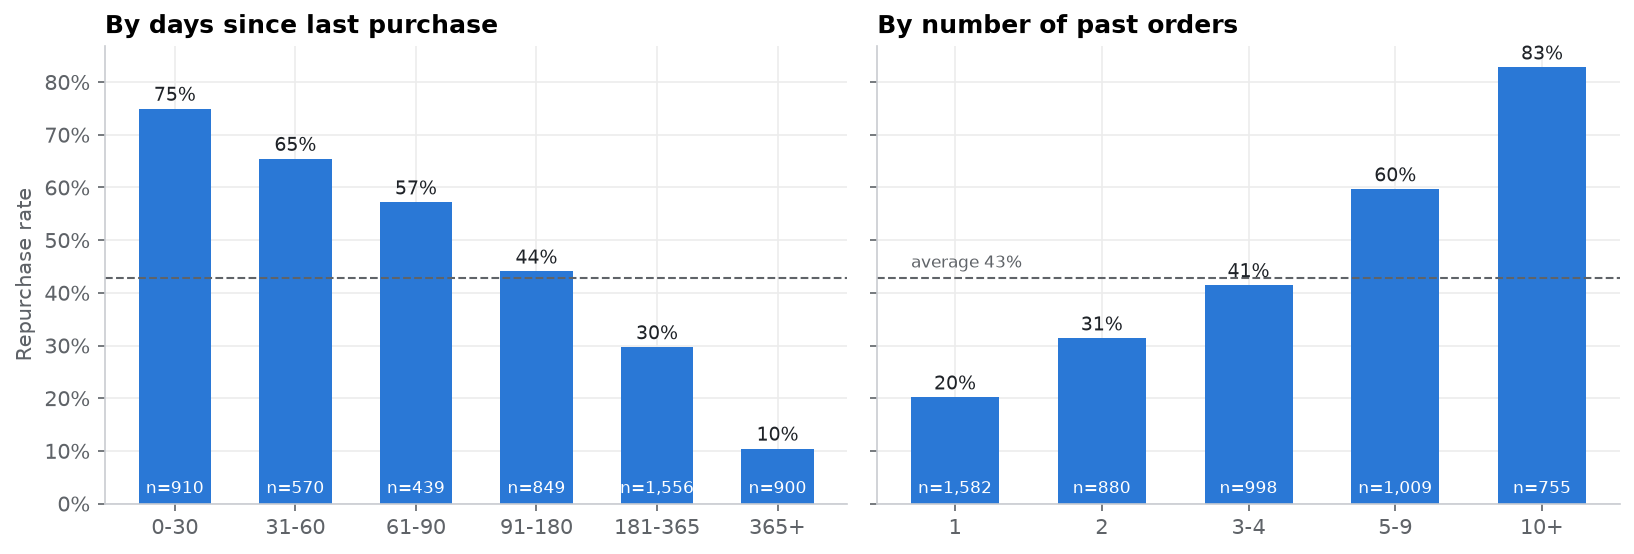 By days since last purchase
Repurchase rate
80%
70%
60%
50%
40%
30%
20%
10%
0%
75%
65%
57%
44%
30%
10%
n=910
n=570
n=439
n=849
n=1,556
n=900
0-30
31-60
61-90
91-180
181-365
365+
By number of past orders
average 43%
20%
31%
41%
60%
83%
n=1,582
n=880
n=998
n=1,009
n=755
1
2
3-4
5-9
10+